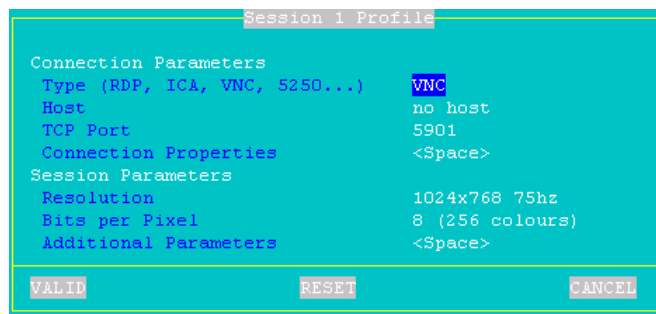 Session 1 Profile
Connection Parameters
Type (RDP, ICA, VNC, 5250...) VNC
Host no host
TCP Port 5901
Connection Properties <Space>
Session Parameters
Resolution 1024x768 75hz
Bits per Pixel 8 (256 colours)
Additional Parameters <Space>
VALID RESET CANCEL